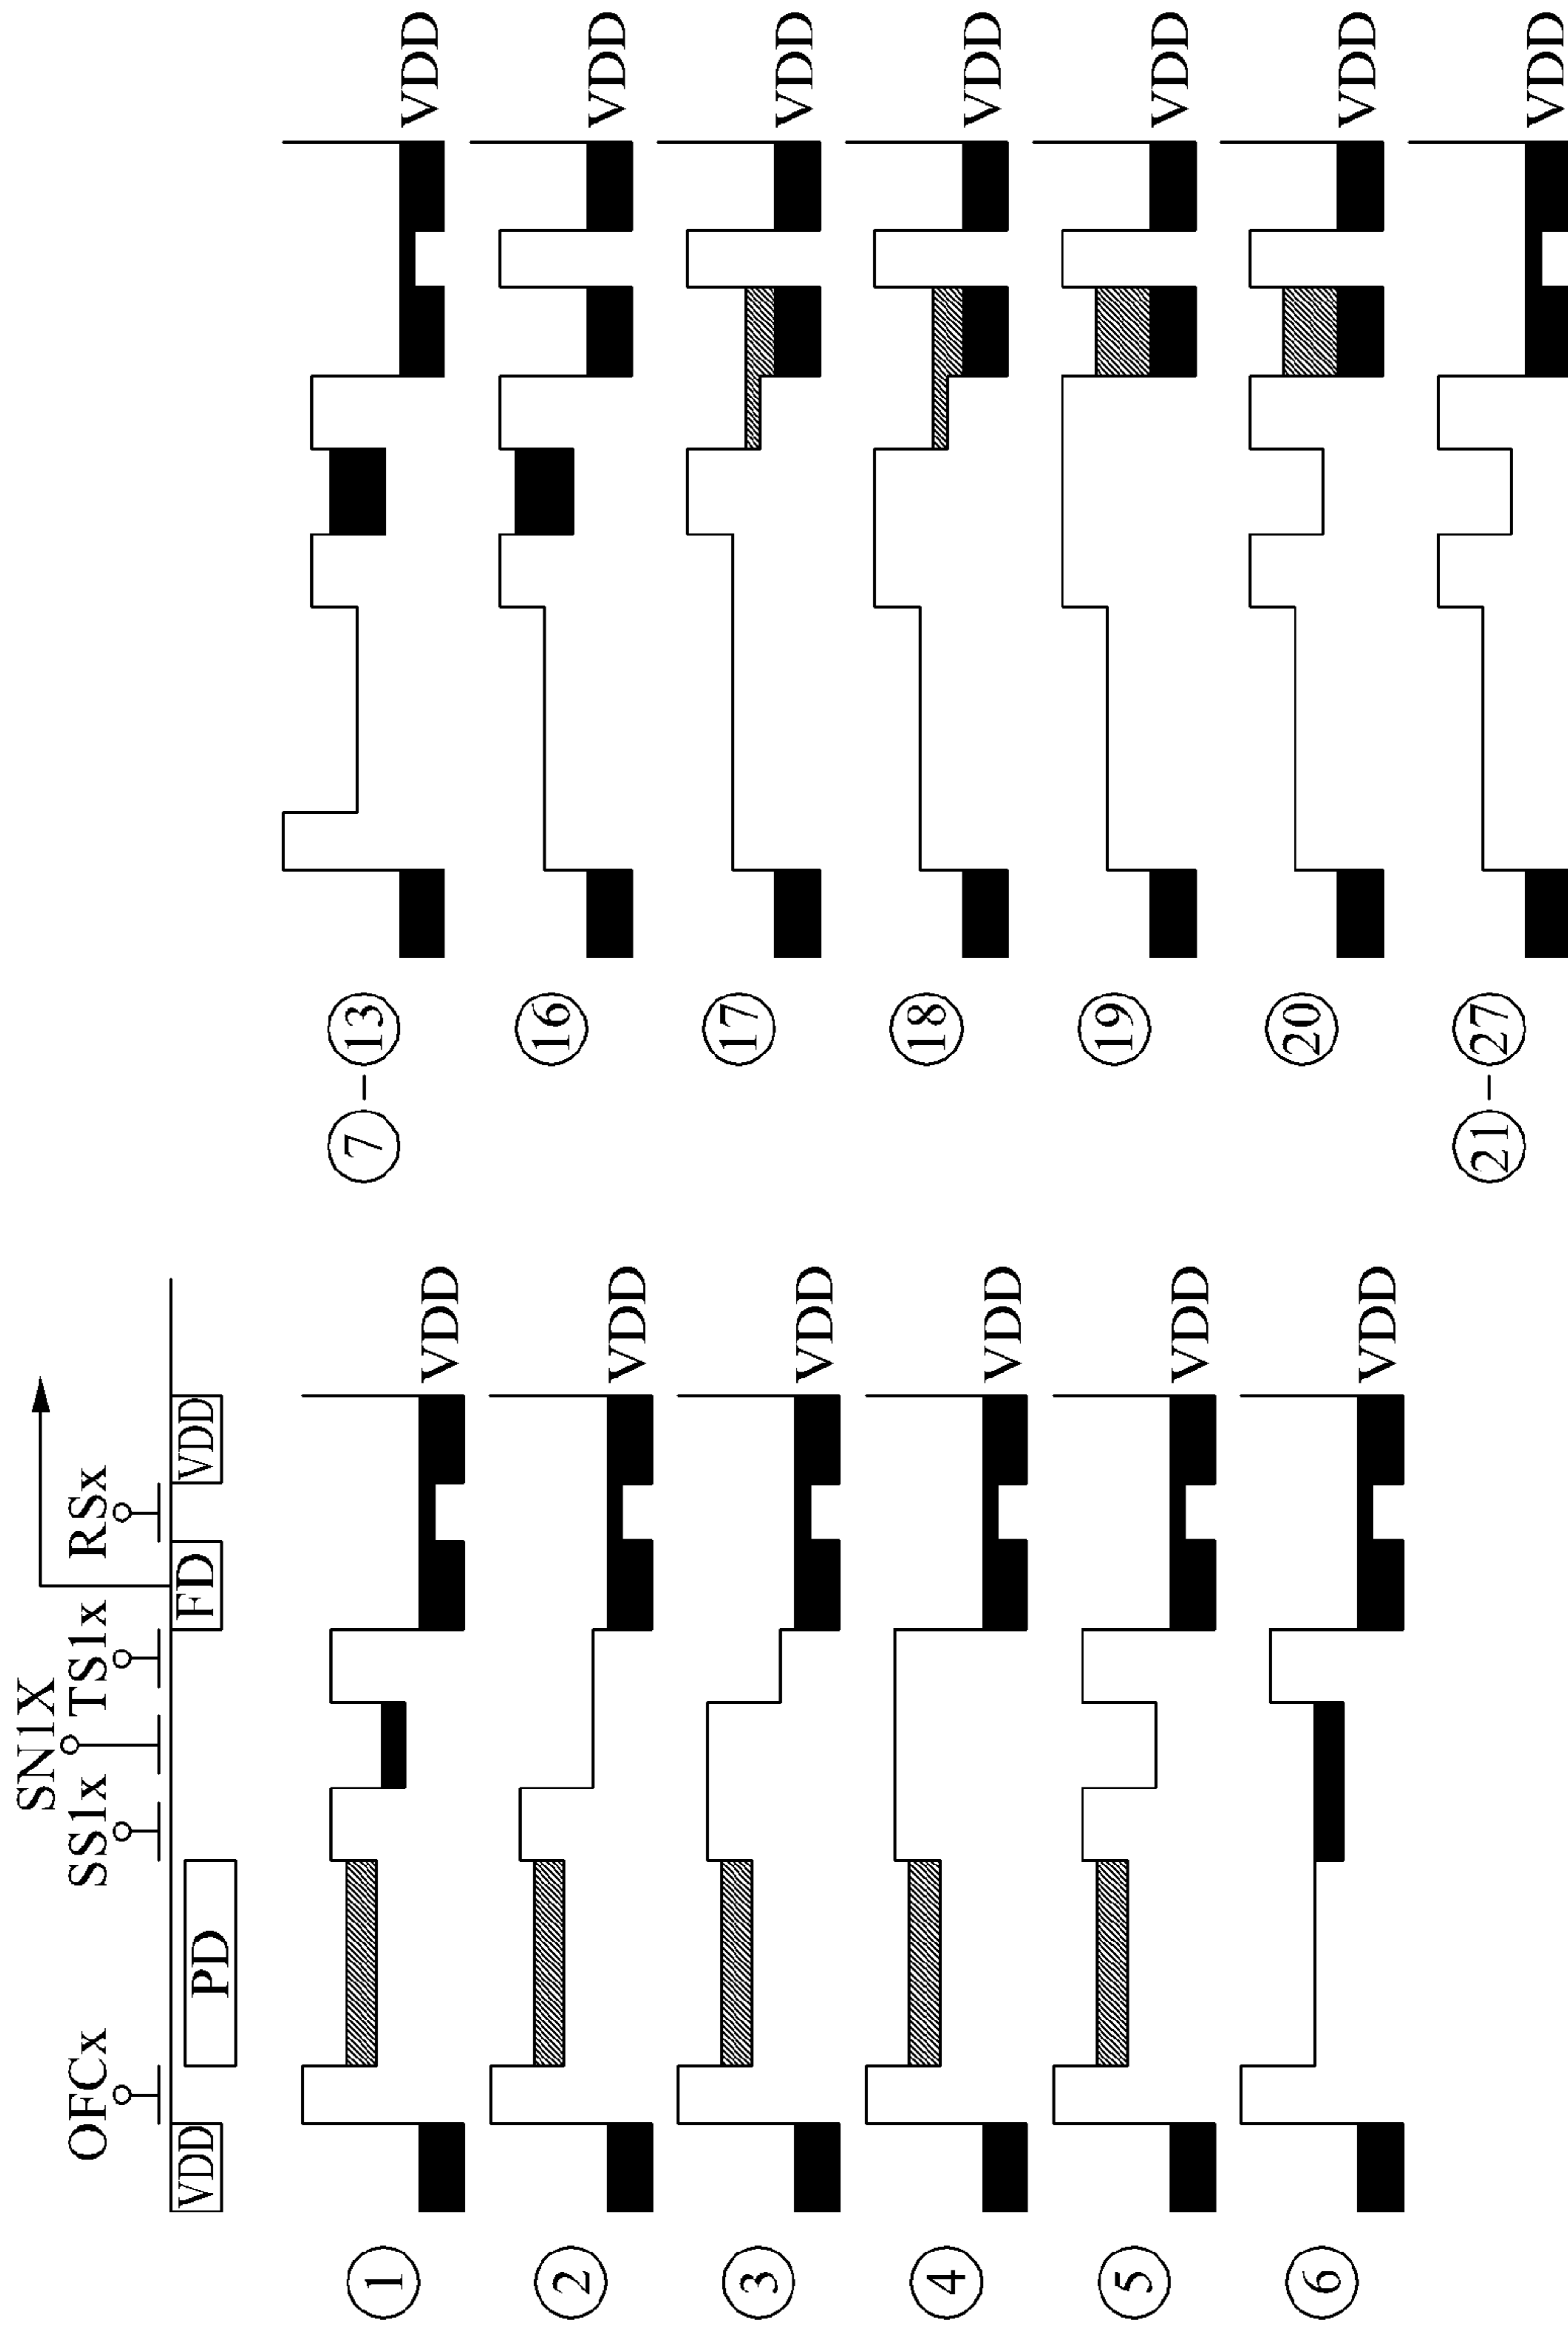 SN1X
OFCx SS1x TS1x RSx
VDD PD FD VDD
① VDD
② VDD
③ VDD
④ VDD
⑤ VDD
⑥ VDD
⑦-⑬ VDD
⑯ VDD
⑰ VDD
⑱ VDD
⑲ VDD
⑳ VDD
㉑-㉗ VDD